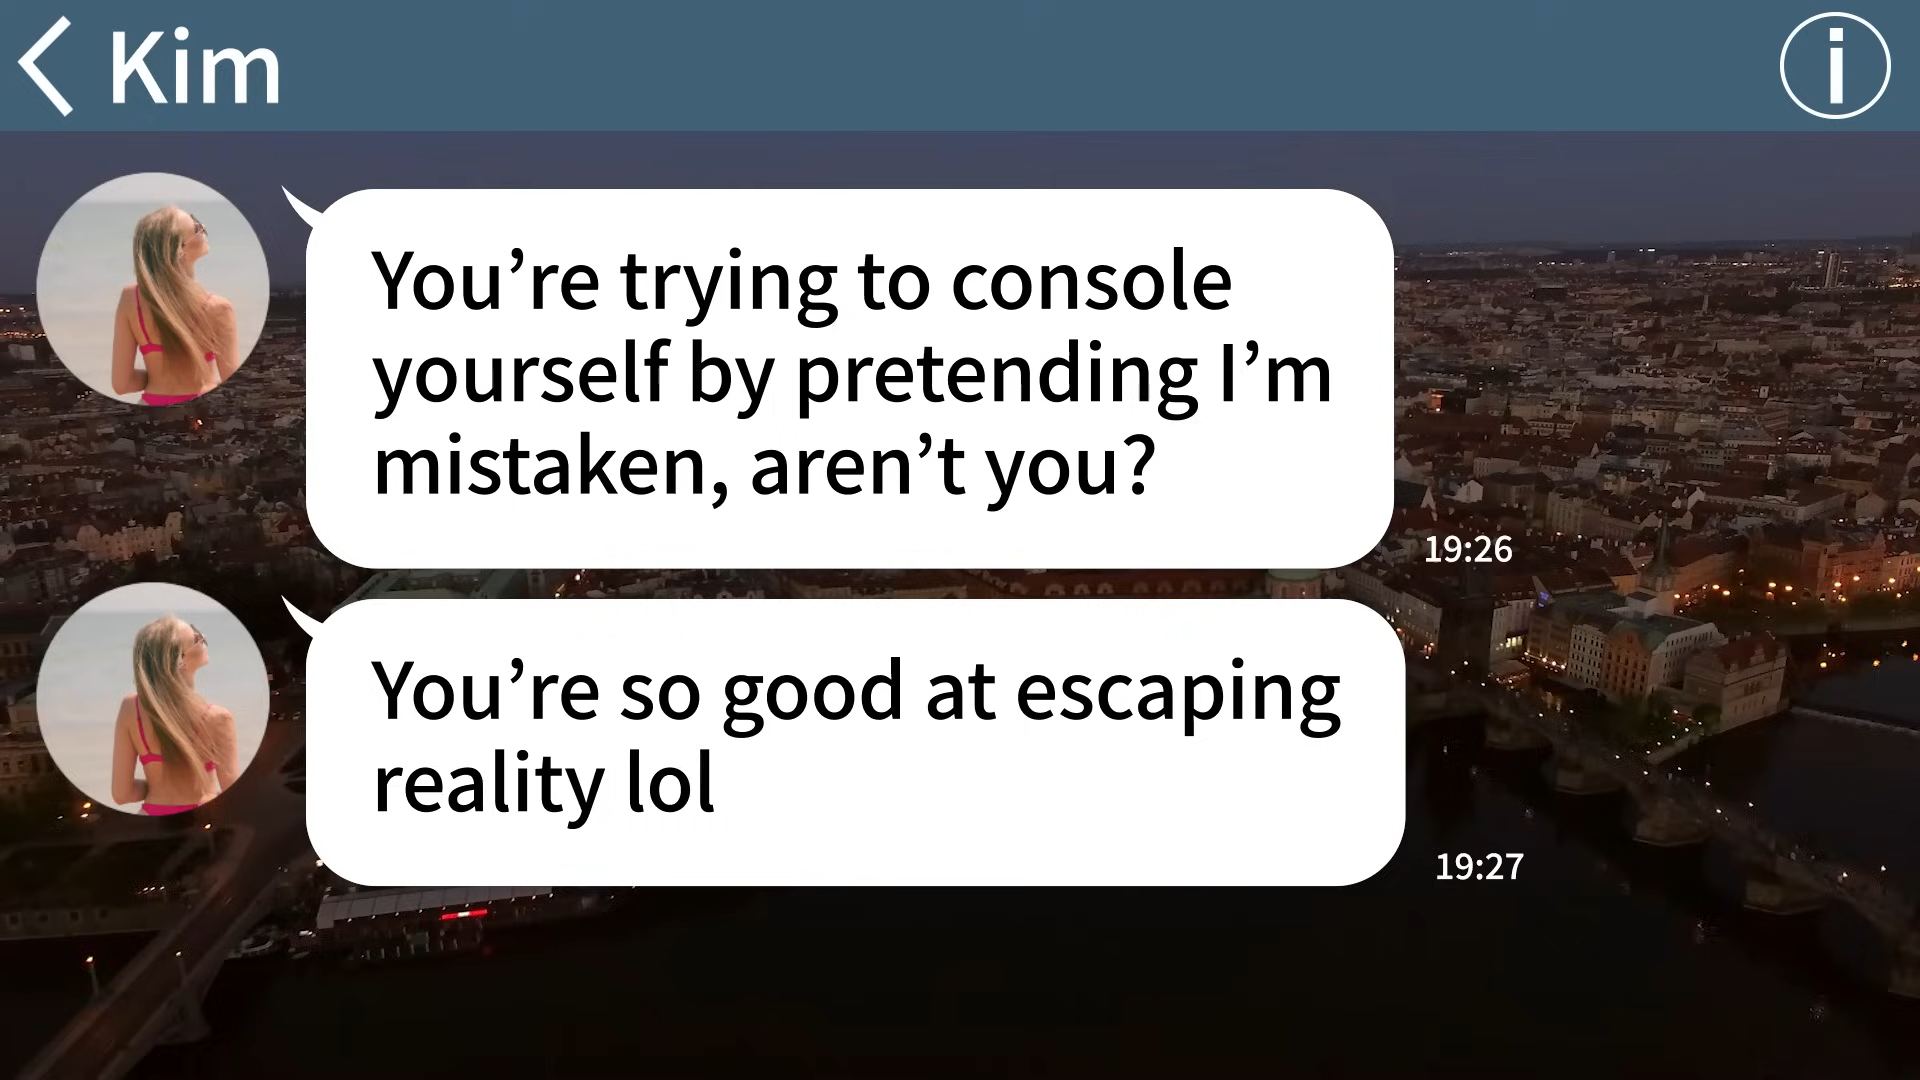 Kim
You’re trying to console
yourself by pretending I’m
mistaken, aren’t you?
19:26
You’re so good at escaping
reality lol
19:27